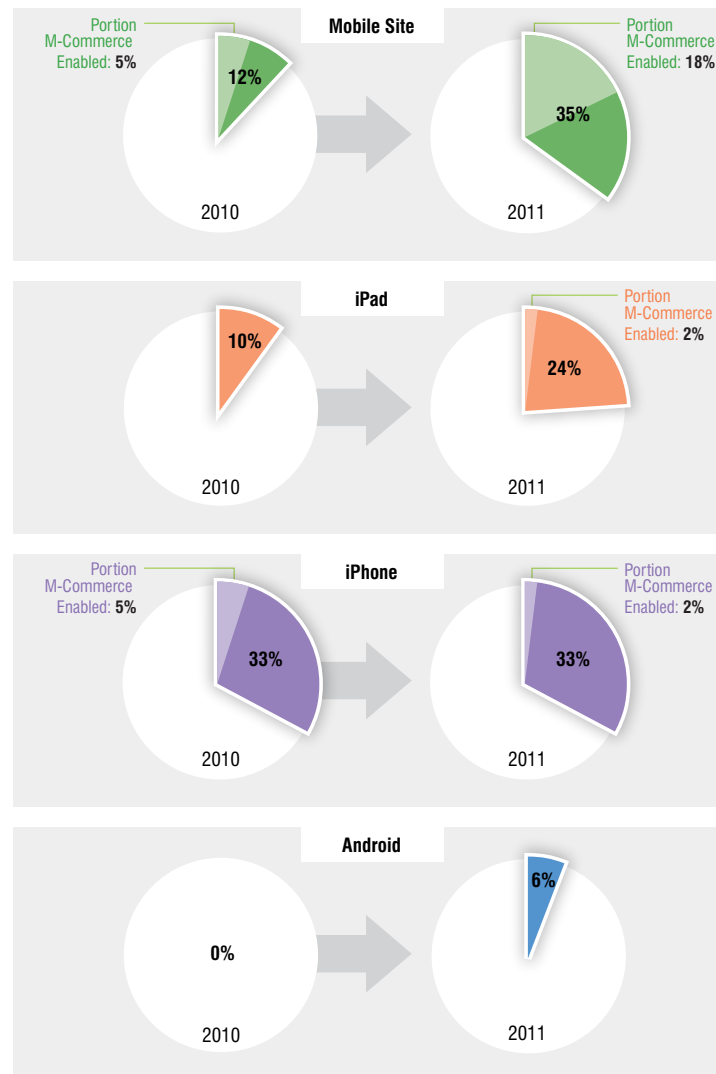 Mobile Site
Portion
M-Commerce
Enabled: 5%
12%
2010
Portion
M-Commerce
Enabled: 18%
35%
2011
iPad
10%
2010
Portion
M-Commerce
Enabled: 2%
24%
2011
iPhone
Portion
M-Commerce
Enabled: 5%
33%
2010
Portion
M-Commerce
Enabled: 2%
33%
2011
Android
0%
2010
6%
2011